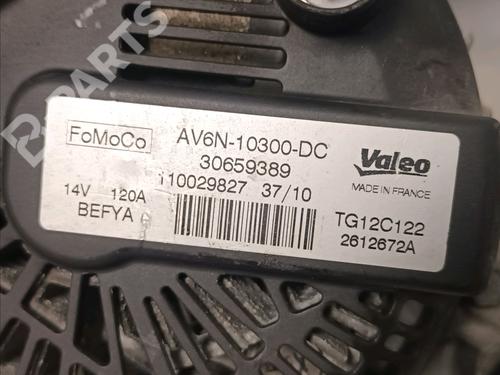 B-PARTS
FoMoCo
AV6N-10300-DC
30659389
110029827 37/10
14V 120A
BEFYA
Valeo
MADE IN FRANCE
TG12C122
2612672A